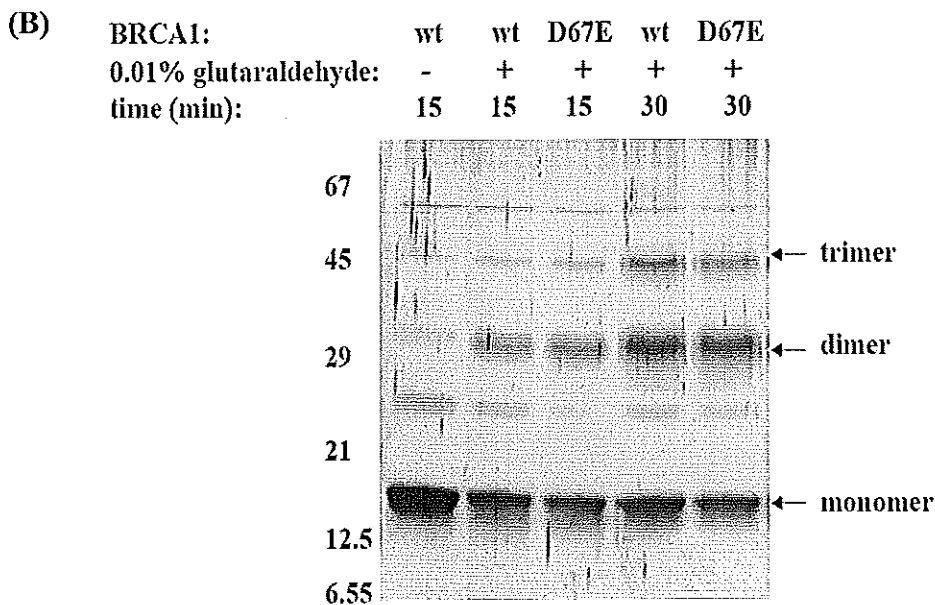 (B) BRCA1: wt wt D67E wt D67E
0.01% glutaraldehyde: - + + + +
time (min): 15 15 15 30 30
67
45 trimer
29 dimer
21
monomer
12.5
6.55